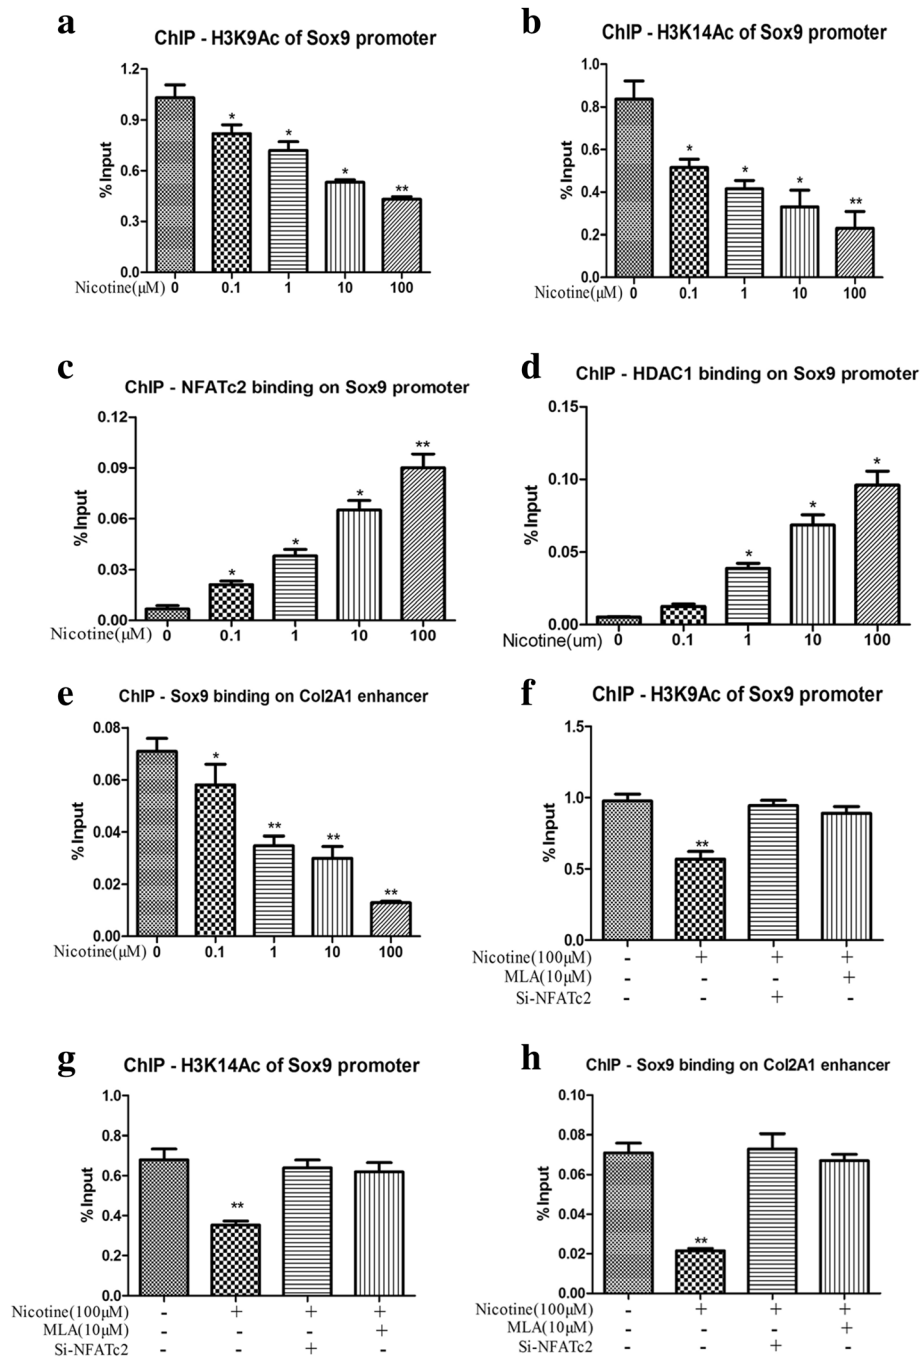 a
ChIP - H3K9Ac of Sox9 promoter
% Input
1.2
0.9
0.6
0.3
0.0
* * * **
Nicotine(μM) 0 0.1 1 10 100
b
ChIP - H3K14Ac of Sox9 promoter
% Input
1.0
0.8
0.6
0.4
0.2
0.0
* * * **
Nicotine(μM) 0 0.1 1 10 100
c
ChIP - NFATc2 binding on Sox9 promoter
% Input
0.12
0.09
0.06
0.03
0.00
* * * **
Nicotine(μM) 0 0.1 1 10 100
d
ChIP - HDAC1 binding on Sox9 promoter
% Input
0.15
0.10
0.05
0.00
* * *
Nicotine(um) 0 0.1 1 10 100
e
ChIP - Sox9 binding on Col2A1 enhancer
% Input
0.08
0.06
0.04
0.02
0.00
* ** ** **
Nicotine(μM) 0 0.1 1 10 100
f
ChIP - H3K9Ac of Sox9 promoter
% Input
1.5
1.0
0.5
0.0
**
Nicotine(100μM) - + + +
MLA(10μM) - - - +
Si-NFATc2 - - + -
g
ChIP - H3K14Ac of Sox9 promoter
% Input
1.0
0.8
0.6
0.4
0.2
0.0
**
Nicotine(100μM) - + + +
MLA(10μM) - - - +
Si-NFATc2 - - + -
h
ChIP - Sox9 binding on Col2A1 enhancer
% Input
0.10
0.08
0.06
0.04
0.02
0.00
**
Nicotine(100μM) - + + +
MLA(10μM) - - - +
Si-NFATc2 - - + -